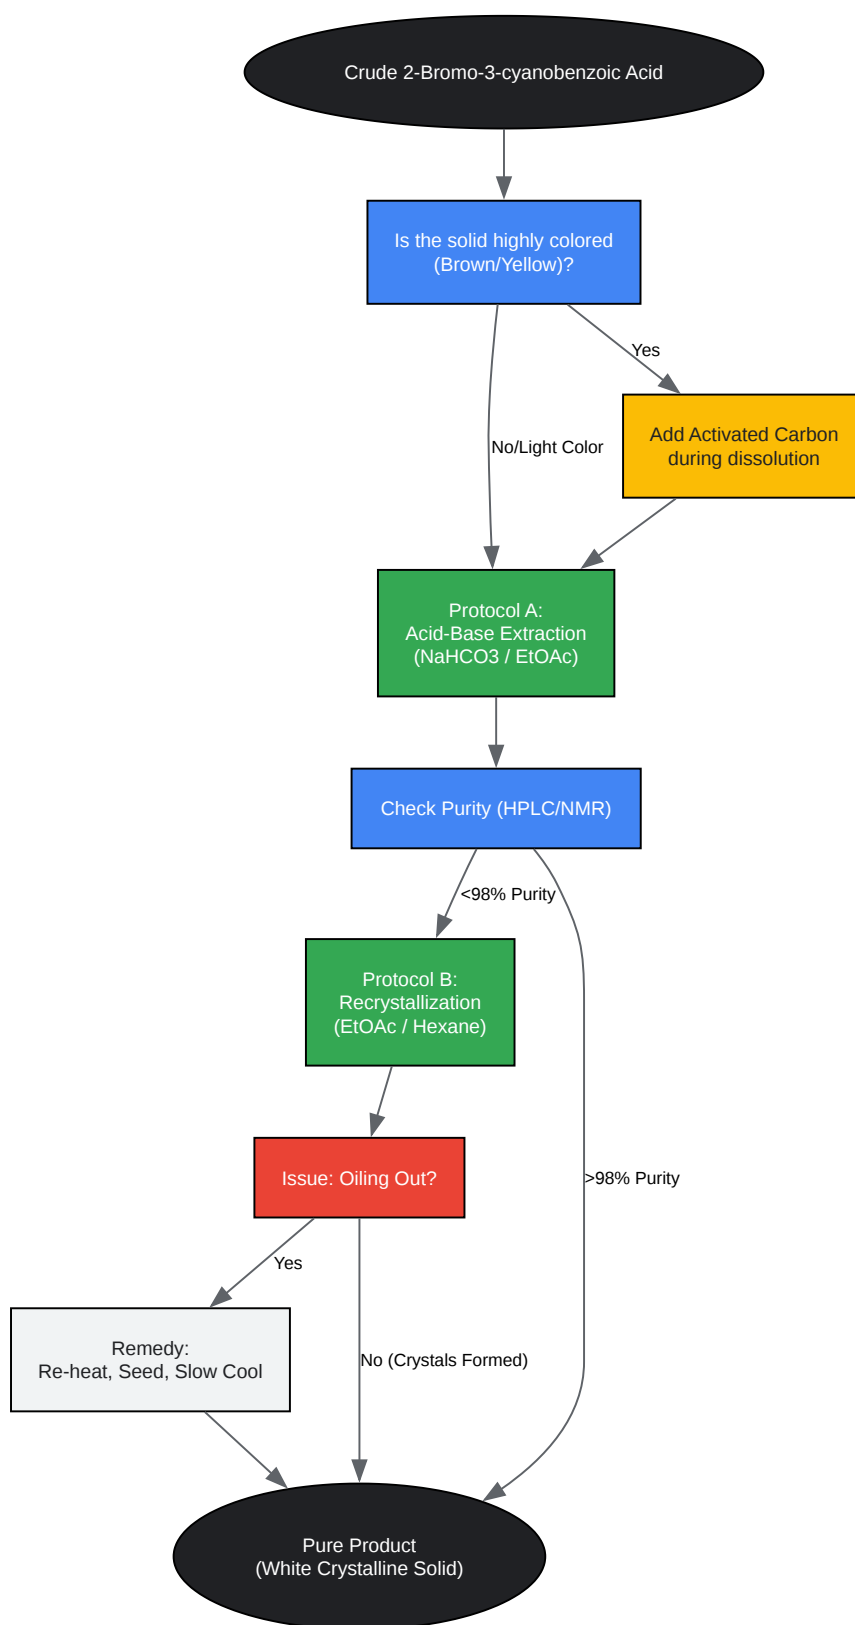 Crude 2-Bromo-3-cyanobenzoic Acid
Is the solid highly colored
(Brown/Yellow)?
Yes
Add Activated Carbon
during dissolution
No/Light Color
Protocol A:
Acid-Base Extraction
(NaHCO3 / EtOAc)
Check Purity (HPLC/NMR)
<98% Purity
Protocol B:
Recrystallization
(EtOAc / Hexane)
Issue: Oiling Out?
>98% Purity
Yes
Remedy:
Re-heat, Seed, Slow Cool
No (Crystals Formed)
Pure Product
(White Crystalline Solid)